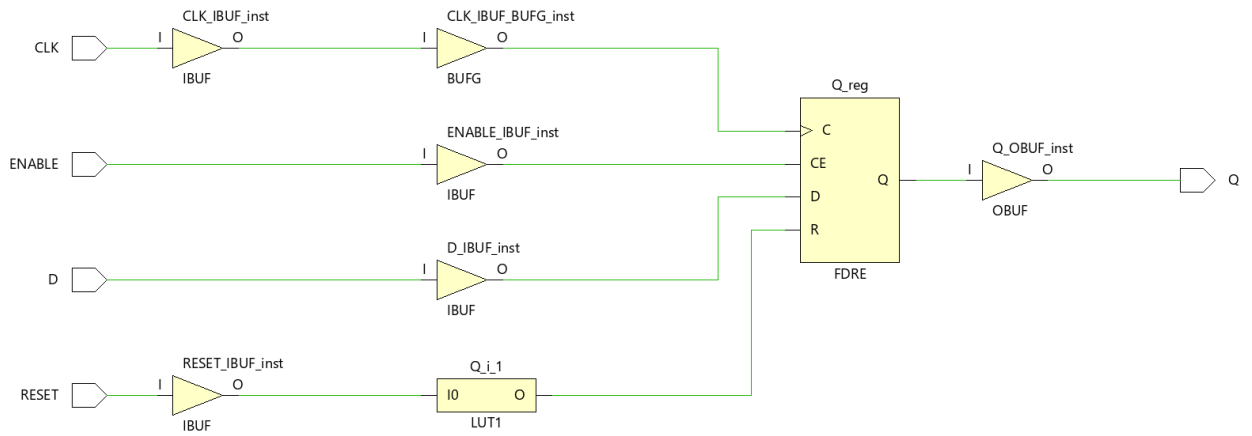 CLK_IBUF_inst
CLK_IBUF_BUFG_inst
CLK
I
O
I
O
IBUF
BUFG
Q_reg
C
ENABLE_IBUF_inst
ENABLE
I
O
CE
IBUF
Q_OBUF_inst
I
O
Q
Q
OBUF
D
R
D_IBUF_inst
D
I
O
FDRE
IBUF
RESET_IBUF_inst
Q_i_1
RESET
I
O
I0
O
IBUF
LUT1